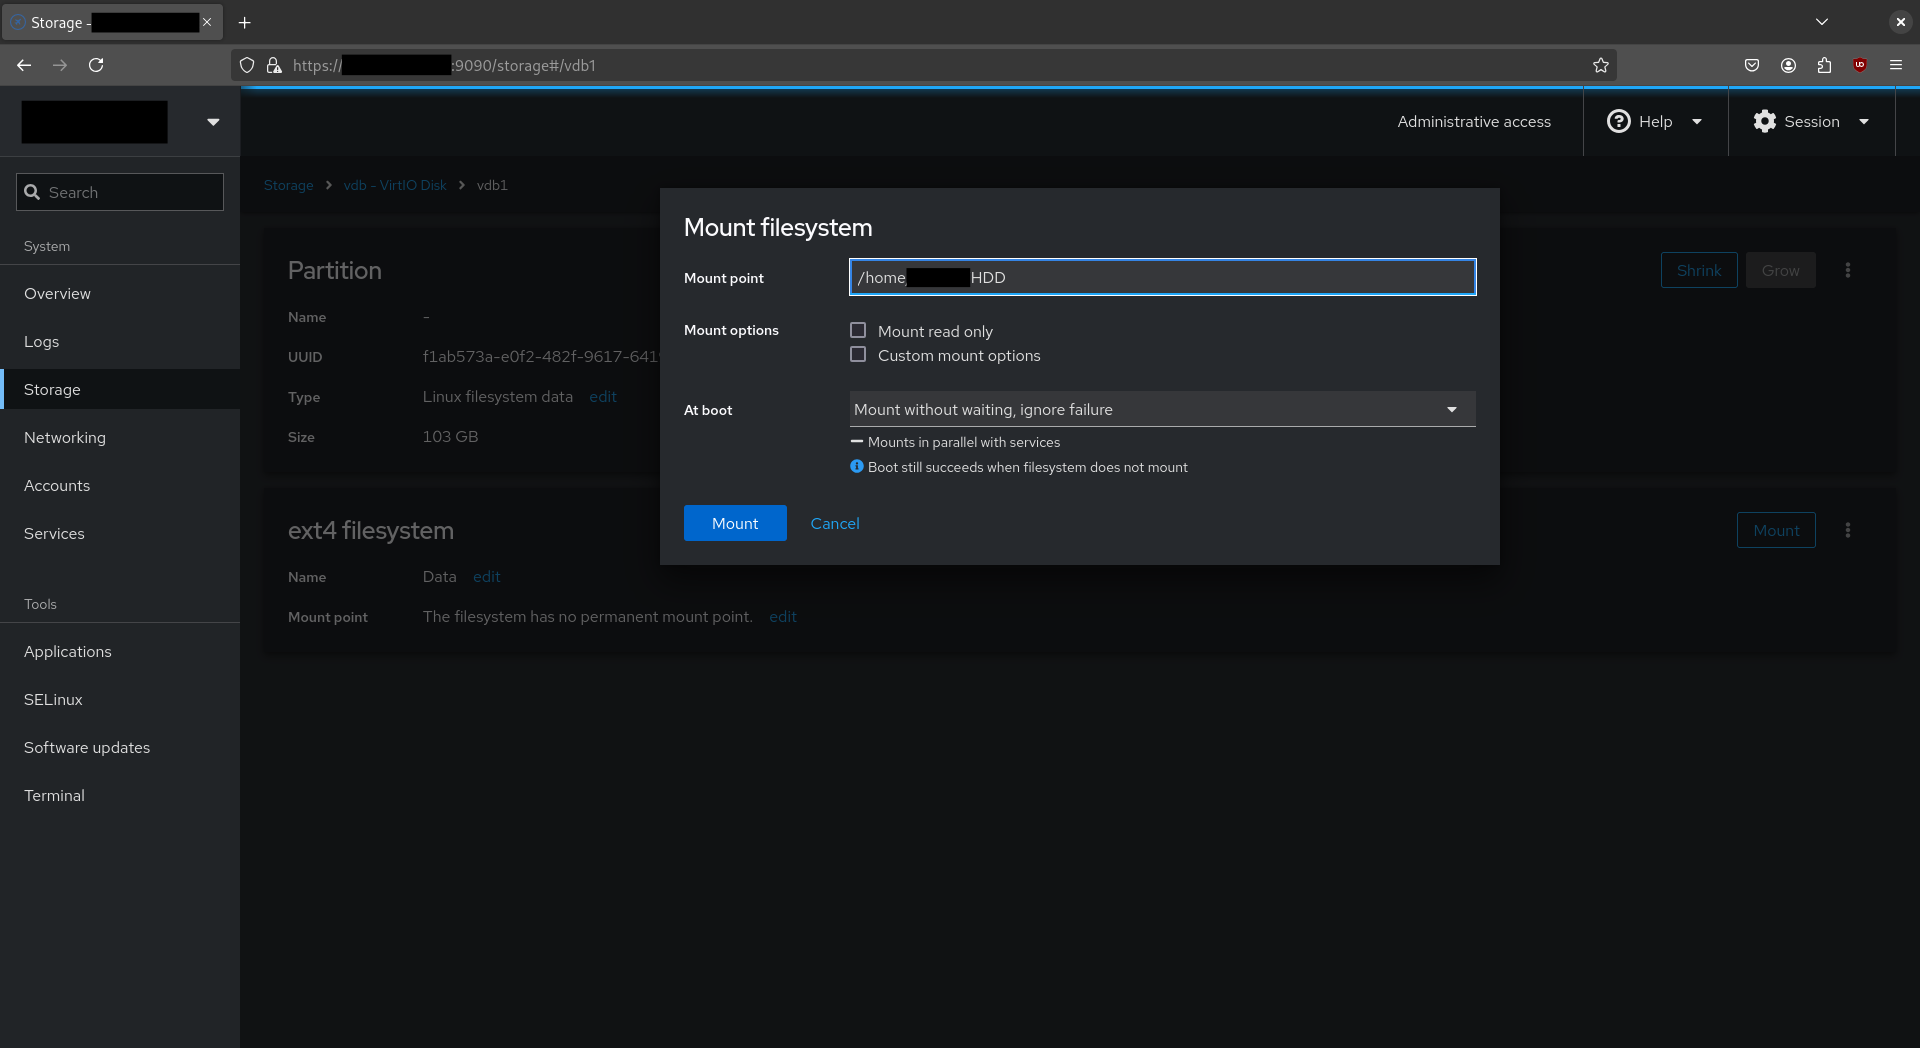 Storage -
https:// :9090/storage#/vdb1
Administrative access
Help
Session
Search
System
Overview
Logs
Storage
Networking
Accounts
Services
Tools
Applications
SELinux
Software updates
Terminal
Storage > vdb - VirtIO Disk > vdb1
Partition
Shrink
Grow
Name -
UUID f1ab573a-e0f2-482f-9617-641
Type Linux filesystem data edit
Size 103 GB
ext4 filesystem
Mount
Name Data edit
Mount point The filesystem has no permanent mount point. edit
Mount filesystem
Mount point /home HDD
Mount options Mount read only
Custom mount options
At boot Mount without waiting, ignore failure
Mounts in parallel with services
Boot still succeeds when filesystem does not mount
Mount Cancel